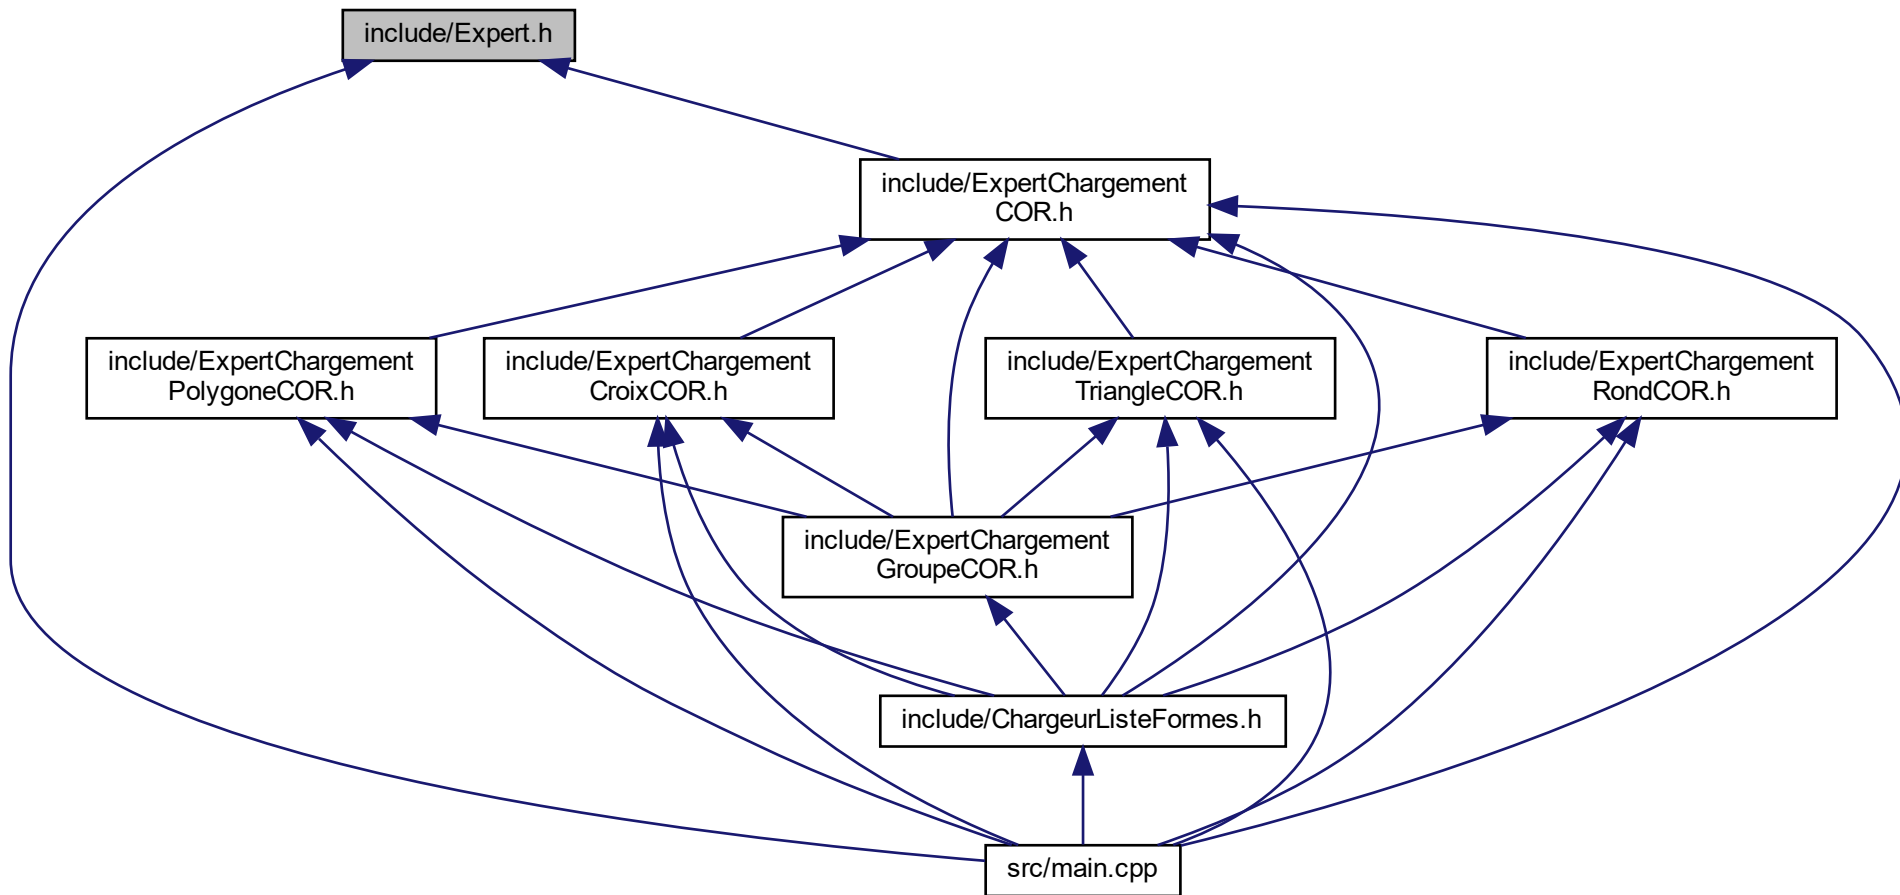 include/Expert.h
include/ExpertChargement
COR.h
include/ExpertChargement
PolygoneCOR.h
include/ExpertChargement
CroixCOR.h
include/ExpertChargement
TriangleCOR.h
include/ExpertChargement
RondCOR.h
include/ExpertChargement
GroupeCOR.h
include/ChargeurListeFormes.h
src/main.cpp